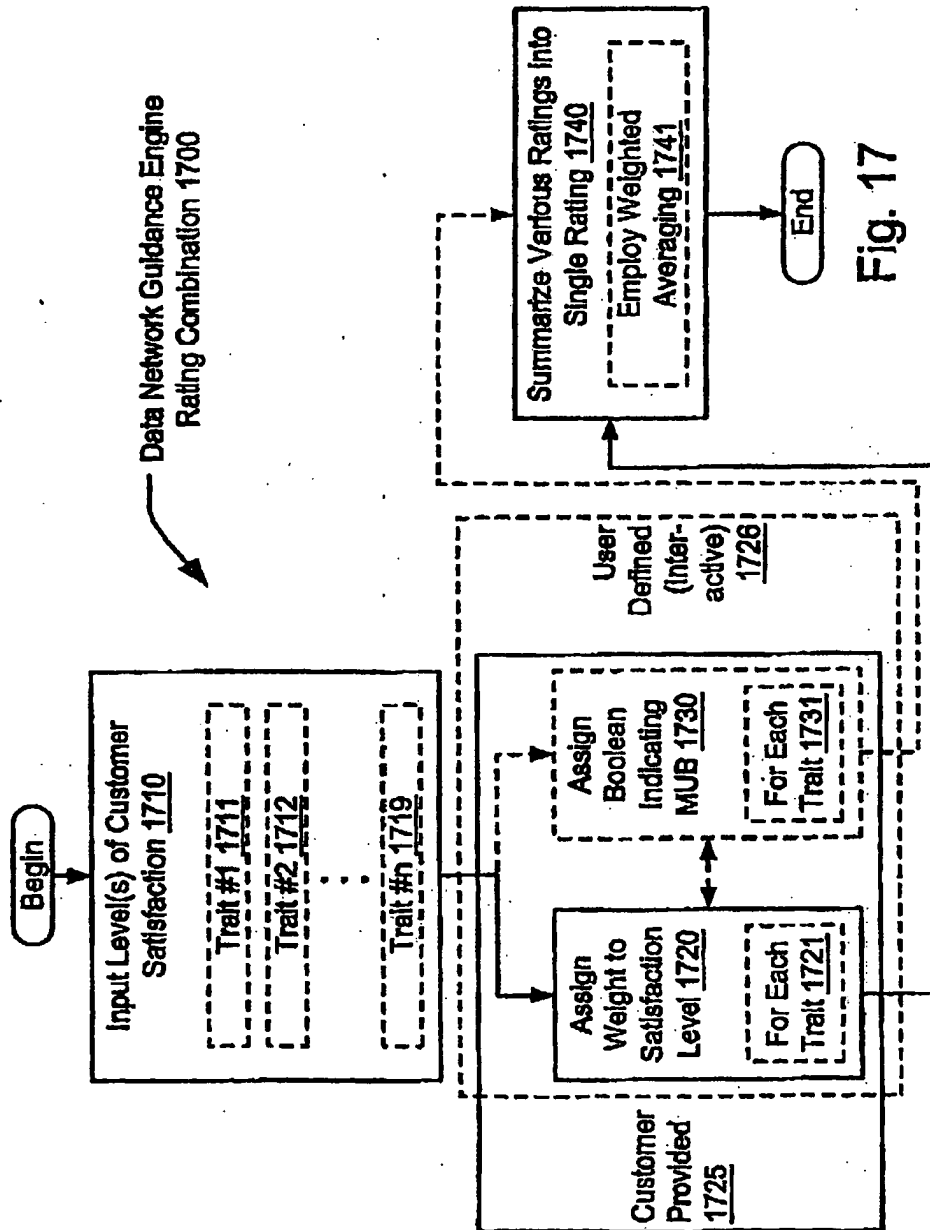 Data Network Guidance Engine
Rating Combination 1700
Begin
Input Level(s) of Customer
Satisfaction 1710
Trait #1 1711
Trait #2 1712
Trait #n 1719
Customer
Provided
1725
Assign
Weight to
Satisfaction
Level 1720
For Each
Trait 1721
Assign
Boolean
Indicating
MUB 1730
For Each
Trait 1731
User
Defined
(inter-
active)
1726
Summarize Various Ratings Into
Single Rating 1740
Employ Weighted
Averaging 1741
End
Fig. 17